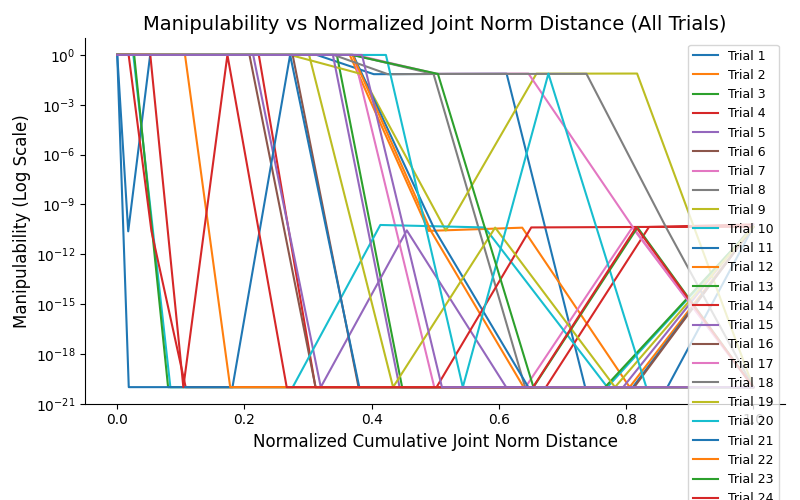 Manipulability vs Normalized Joint Norm Distance (All Trials)
Manipulability (Log Scale)
10⁰
10⁻³
10⁻⁶
10⁻⁹
10⁻¹²
10⁻¹⁵
10⁻¹⁸
10⁻²¹
0.0
0.2
0.4
0.6
0.8
Normalized Cumulative Joint Norm Distance
Trial 1
Trial 2
Trial 3
Trial 4
Trial 5
Trial 6
Trial 7
Trial 8
Trial 9
Trial 10
Trial 11
Trial 12
Trial 13
Trial 14
Trial 15
Trial 16
Trial 17
Trial 18
Trial 19
Trial 20
Trial 21
Trial 22
Trial 23
Trial 24